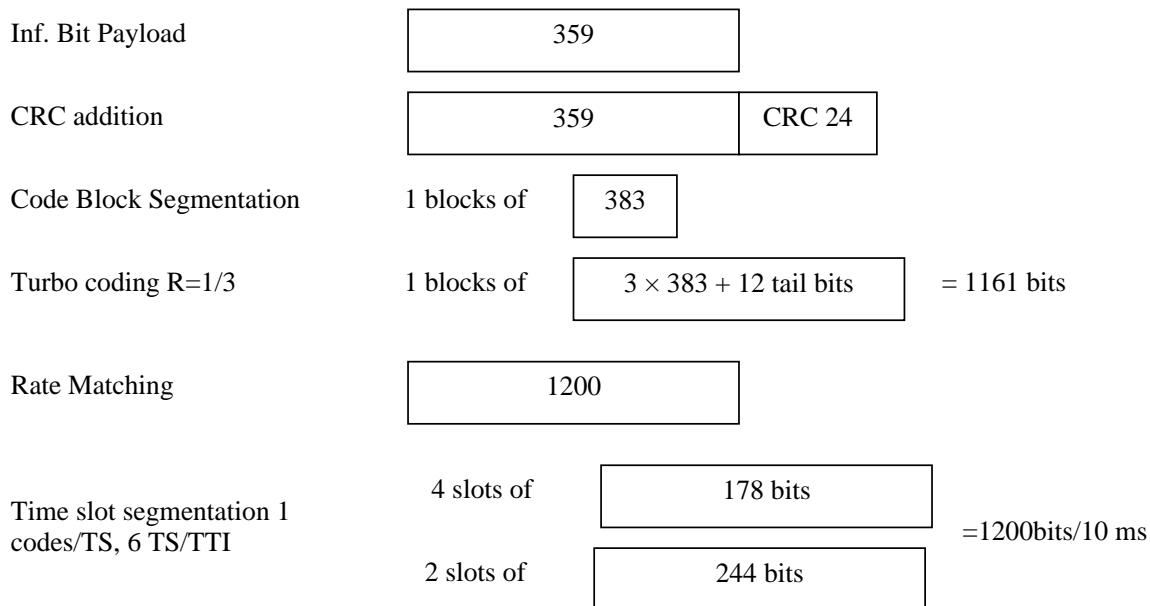 Inf. Bit Payload 359
CRC addition 359 CRC 24
Code Block Segmentation 1 blocks of 383
Turbo coding R=1/3 1 blocks of 3 × 383 + 12 tail bits = 1161 bits
Rate Matching 1200
4 slots of 178 bits
Time slot segmentation 1
codes/TS, 6 TS/TTI =1200bits/10 ms
2 slots of 244 bits